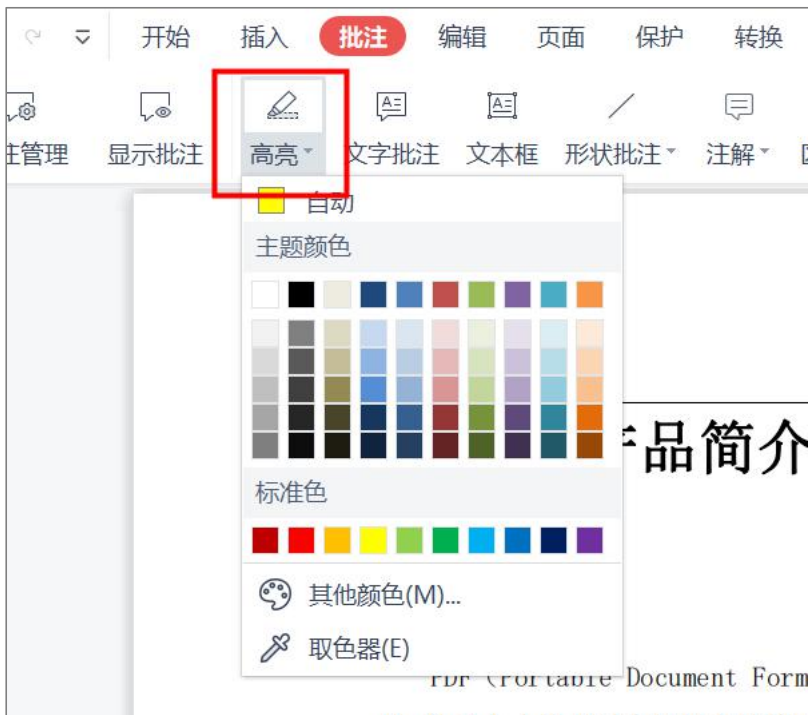 开始 插入 批注 编辑 页面 保护 转换
注管理 显示批注 高亮 文字批注 文本框 形状批注 注解
自动
主题颜色
产品简介
标准色
其他颜色(M)...
取色器(E)
PDF (Portable Document Form